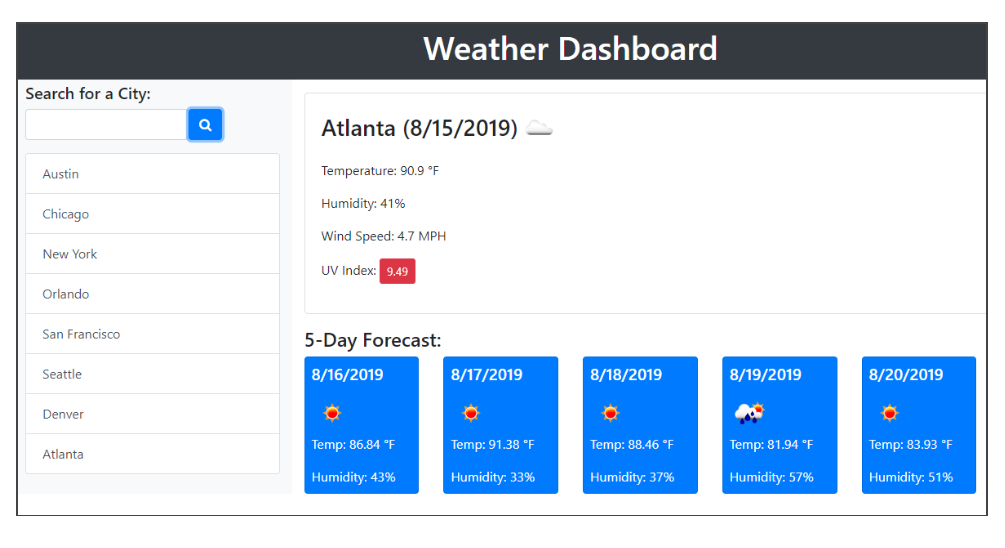 Weather Dashboard
Search for a City:
Austin
Chicago
New York
Orlando
San Francisco
Seattle
Denver
Atlanta
Atlanta (8/15/2019)
Temperature: 90.9 °F
Humidity: 41%
Wind Speed: 4.7 MPH
UV Index: 9.49
5-Day Forecast:
8/16/2019
Temp: 86.84 °F
Humidity: 43%
8/17/2019
Temp: 91.38 °F
Humidity: 33%
8/18/2019
Temp: 88.46 °F
Humidity: 37%
8/19/2019
Temp: 81.94 °F
Humidity: 57%
8/20/2019
Temp: 83.93 °F
Humidity: 51%